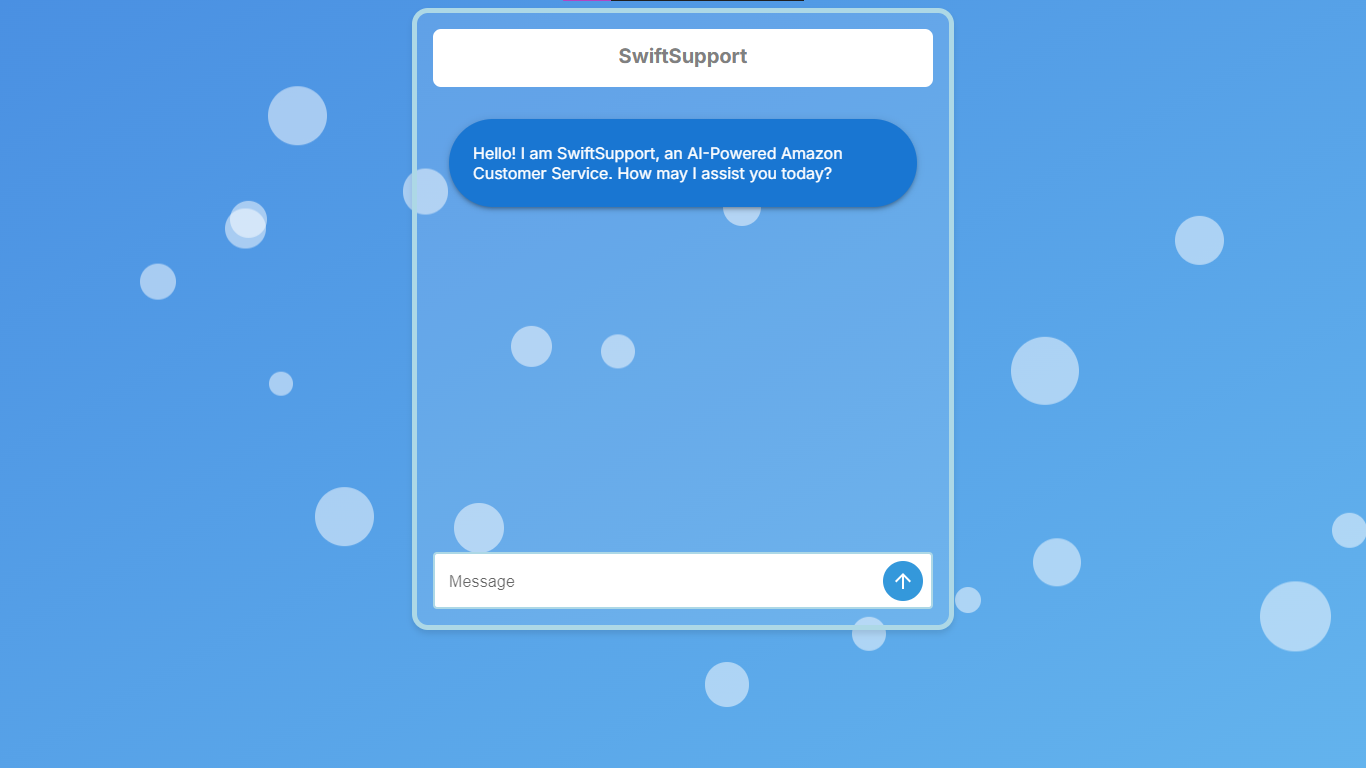 SwiftSupport
Hello! I am SwiftSupport, an AI-Powered Amazon
Customer Service. How may I assist you today?
Message